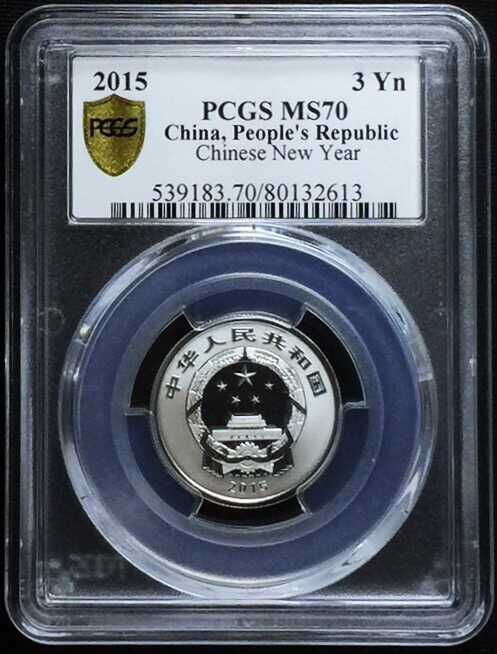 2015 3 Yn
PCGS
PCGS MS70
China, People's Republic
Chinese New Year
539183.70/80132613
中华人民共和国
2015